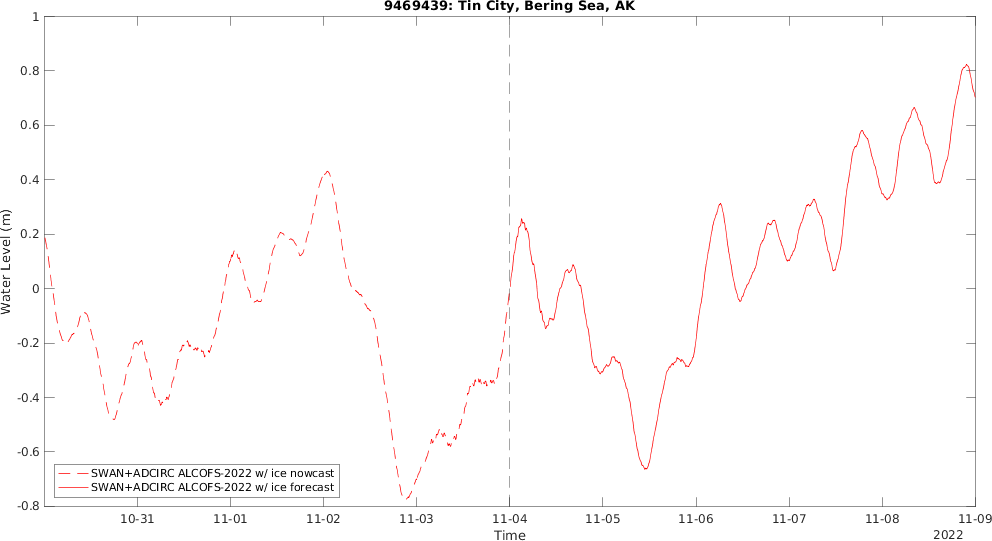 9469439: Tin City, Bering Sea, AK
1
0.8
0.6
0.4
0.2
0
-0.2
-0.4
-0.6
-0.8
Water Level (m)
SWAN+ADCIRC ALCOFS-2022 w/ ice nowcast
SWAN+ADCIRC ALCOFS-2022 w/ ice forecast
10-31 11-01 11-02 11-03 11-04 11-05 11-06 11-07 11-08 11-09
Time
2022